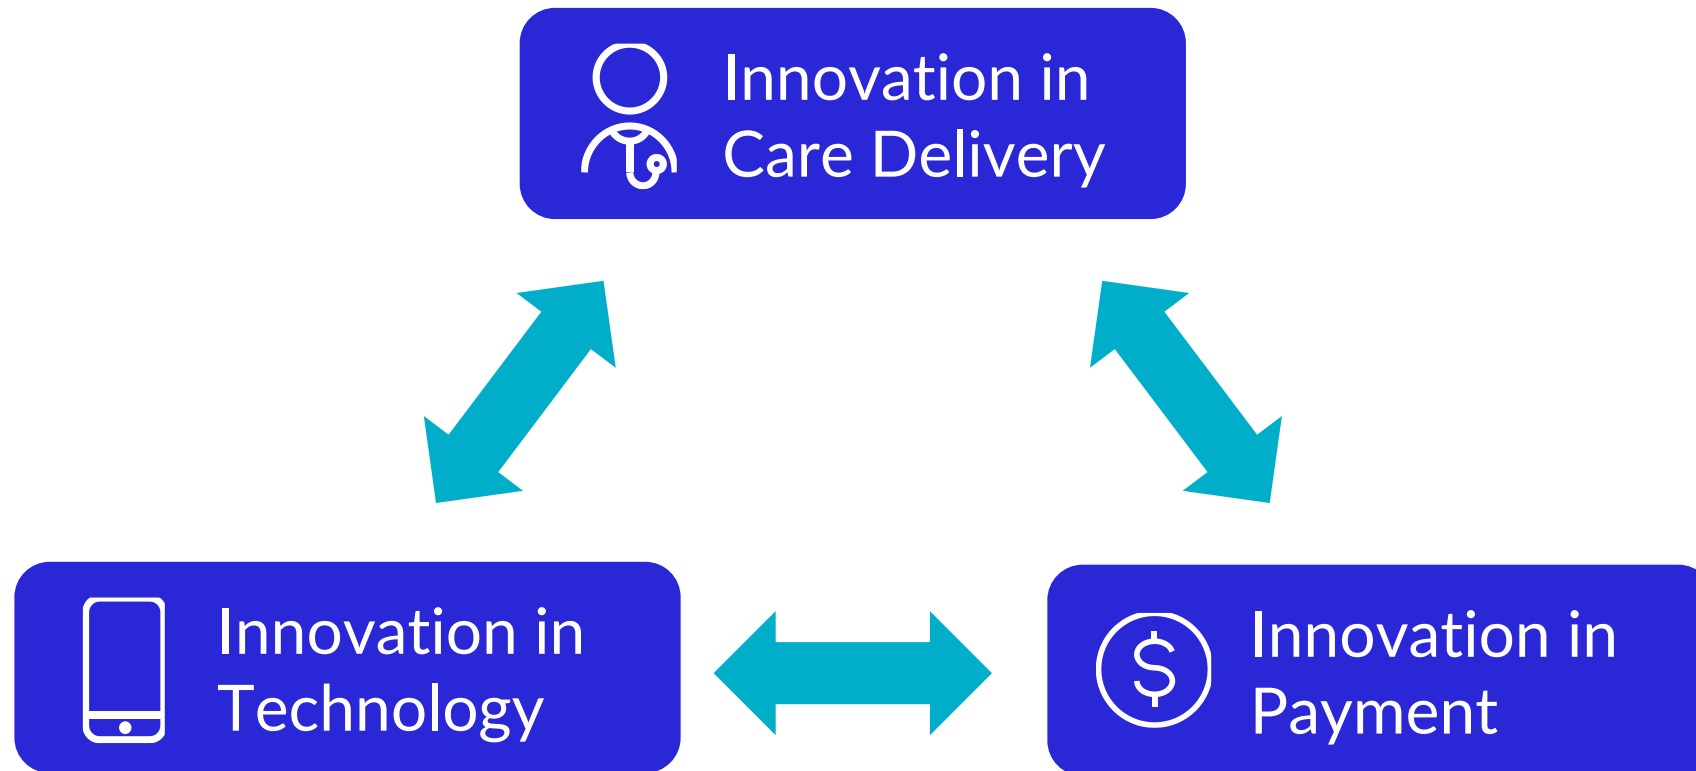 Innovation in
Care Delivery
Innovation in
Technology
$
Innovation in
Payment